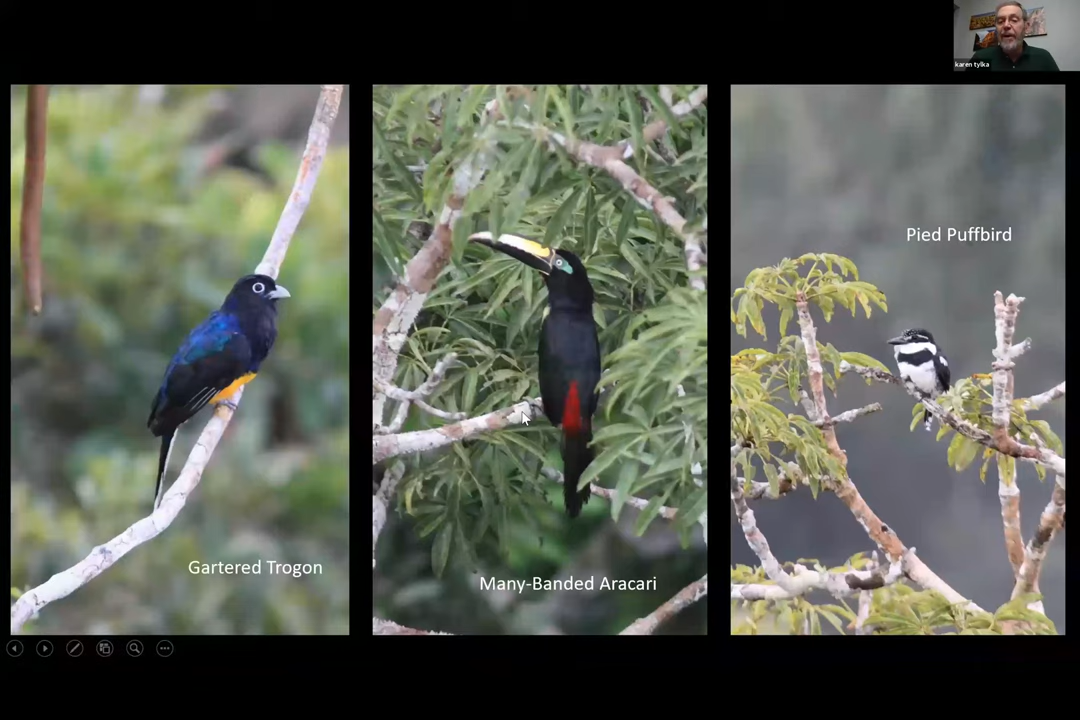 karen tylka
Pied Puffbird
Gartered Trogon
Many-Banded Aracari